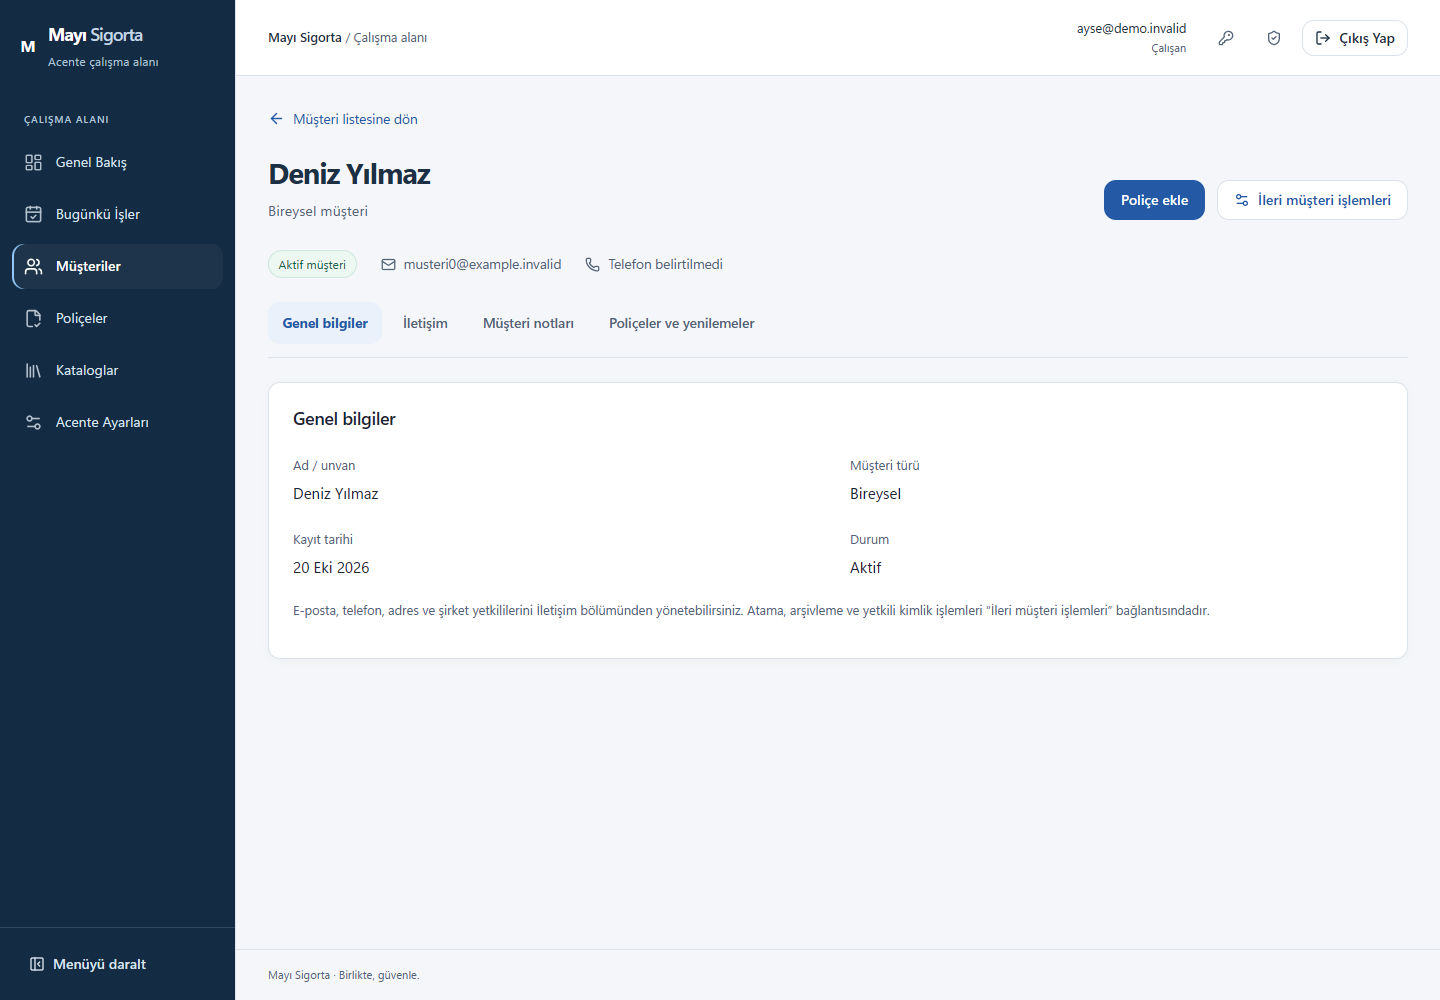 M
Mayı Sigorta
Acente çalışma alanı
ÇALIŞMA ALANI
Genel Bakış
Bugünkü İşler
Müşteriler
Poliçeler
Kataloglar
Acente Ayarları
Menüyü daralt
Mayı Sigorta / Çalışma alanı
ayse@demo.invalid
Çalışan
Çıkış Yap
Müşteri listesine dön
Deniz Yılmaz
Bireysel müşteri
Poliçe ekle
İleri müşteri işlemleri
Aktif müşteri
musteri0@example.invalid
Telefon belirtilmedi
Genel bilgiler
İletişim
Müşteri notları
Poliçeler ve yenilemeler
Genel bilgiler
Ad / unvan
Deniz Yılmaz
Müşteri türü
Bireysel
Kayıt tarihi
20 Eki 2026
Durum
Aktif
E-posta, telefon, adres ve şirket yetkililerini İletişim bölümünden yönetebilirsiniz. Atama, arşivleme ve yetkili kimlik işlemleri “İleri müşteri işlemleri” bağlantısındadır.
Mayı Sigorta · Birlikte, güvenle.